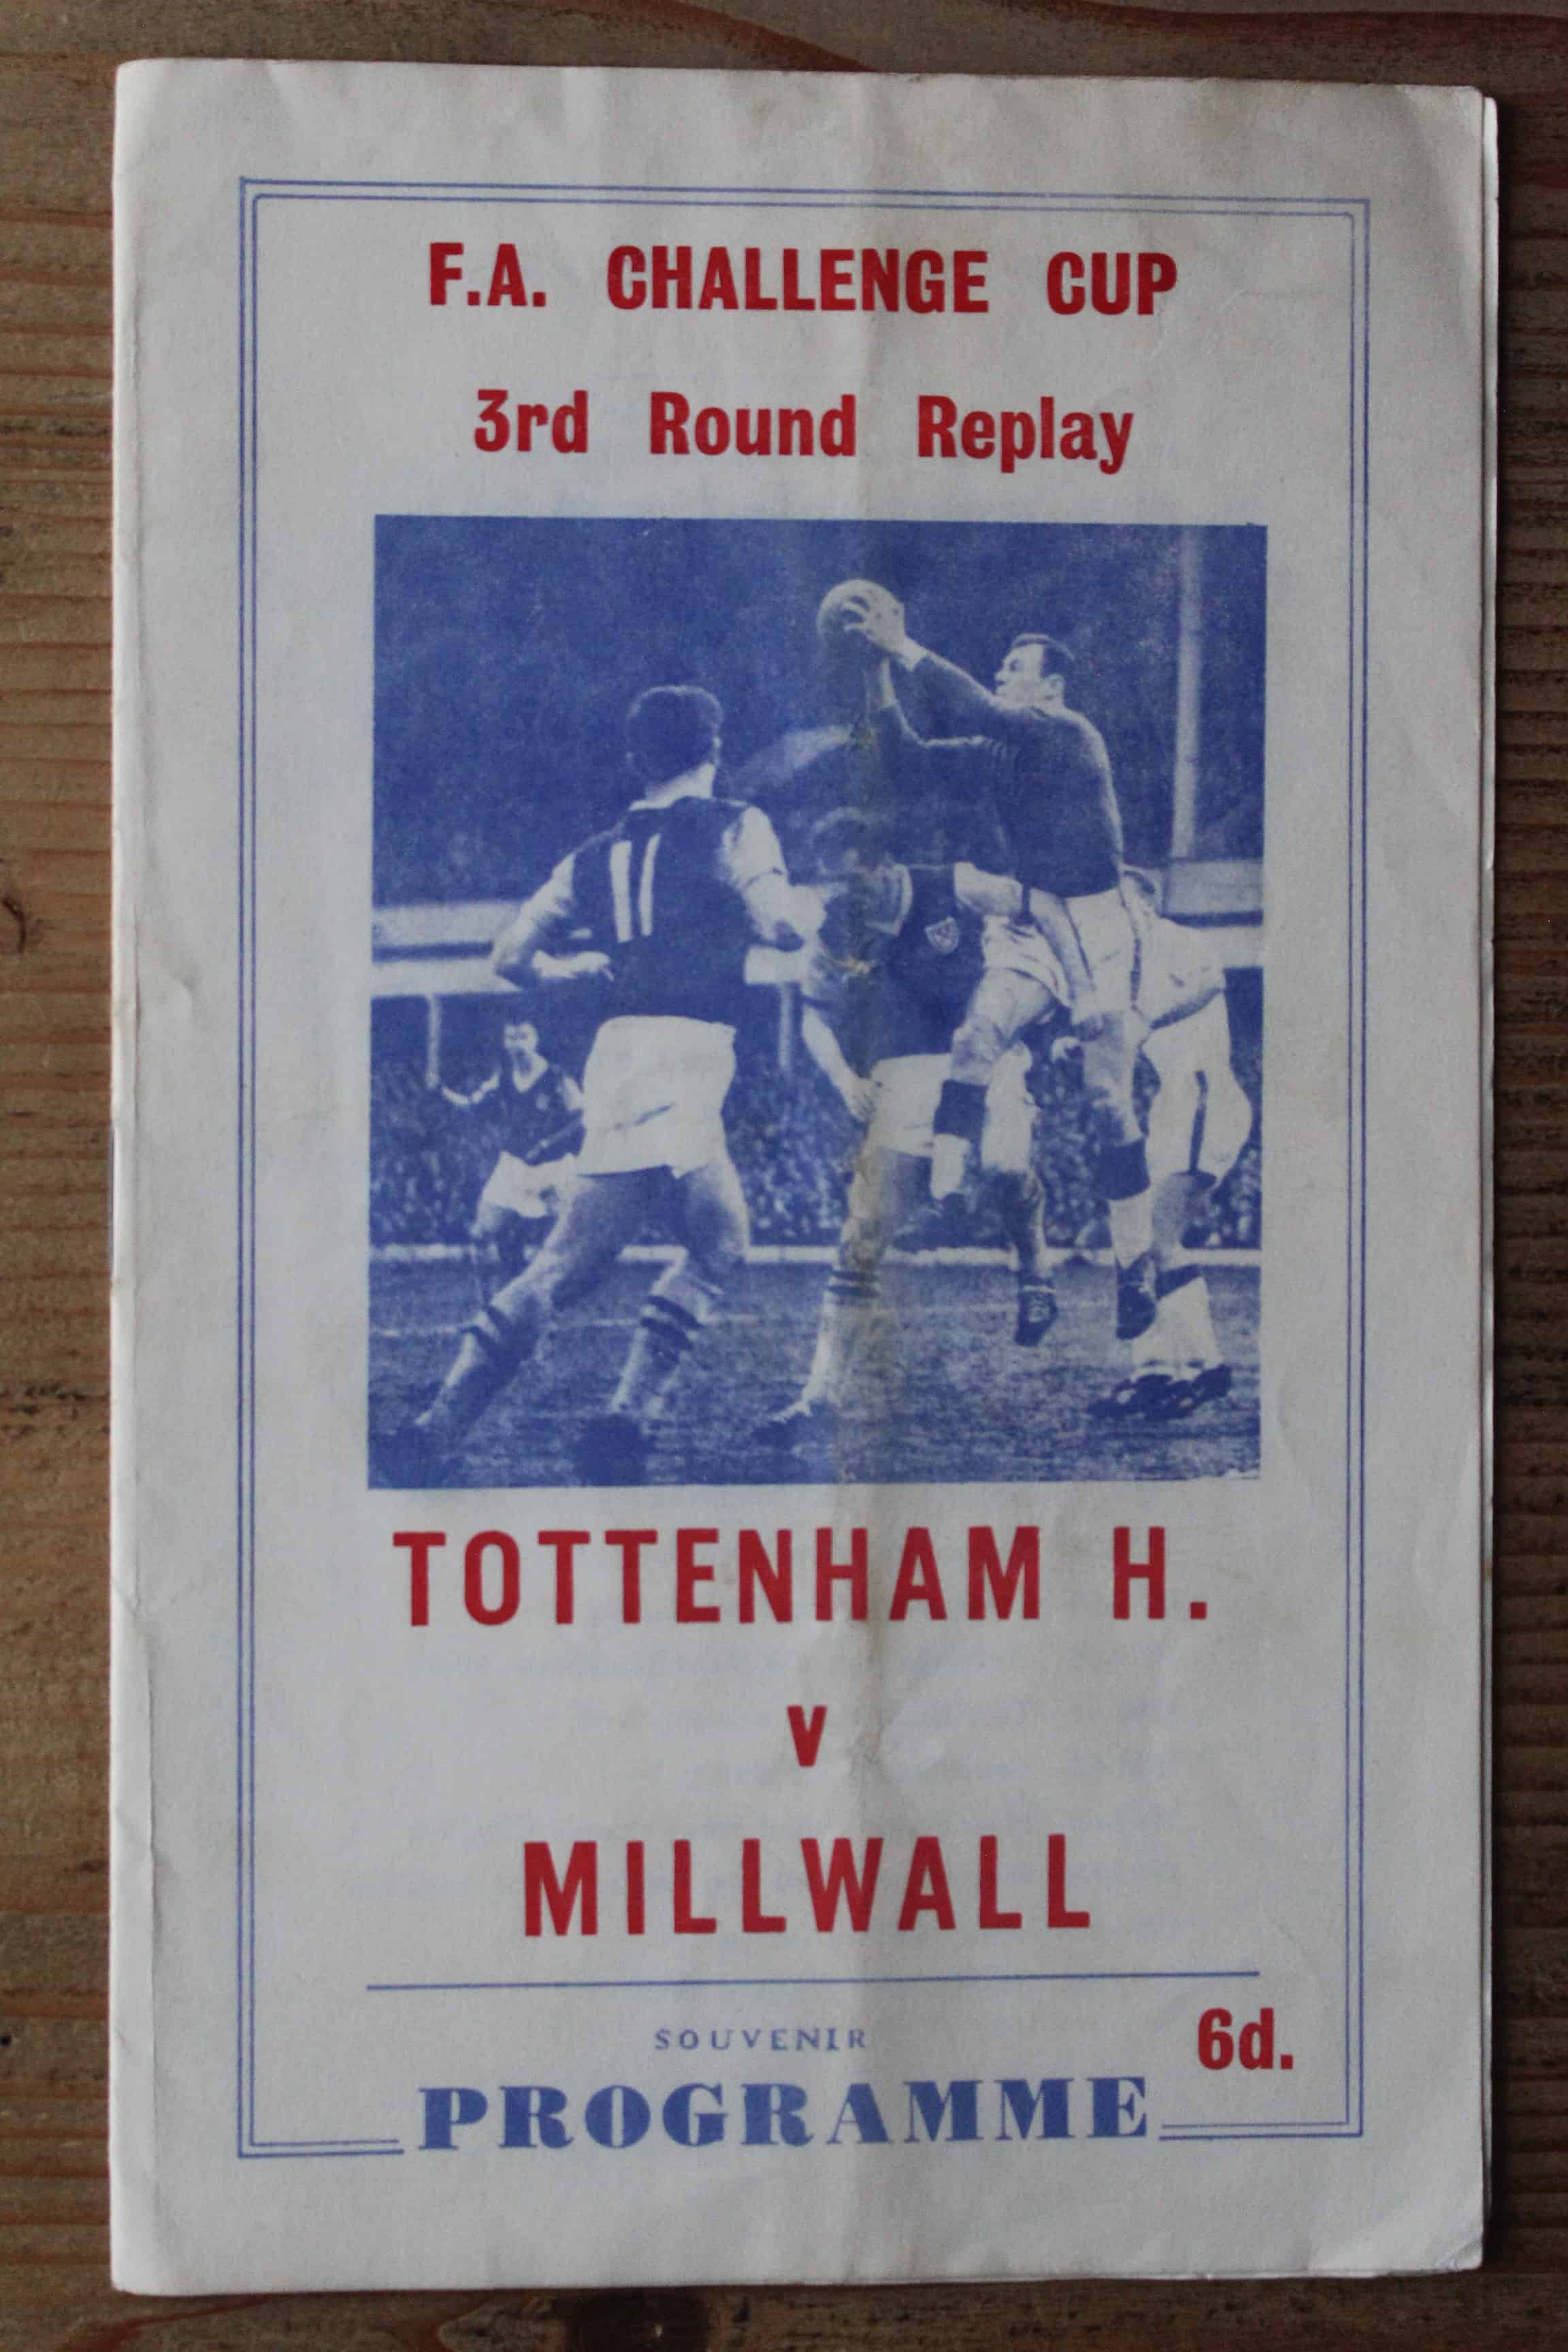 F.A. CHALLENGE CUP
3rd Round Replay
11
TOTTENHAM H.
v
MILLWALL
SOUVENIR
6d.
PROGRAMME